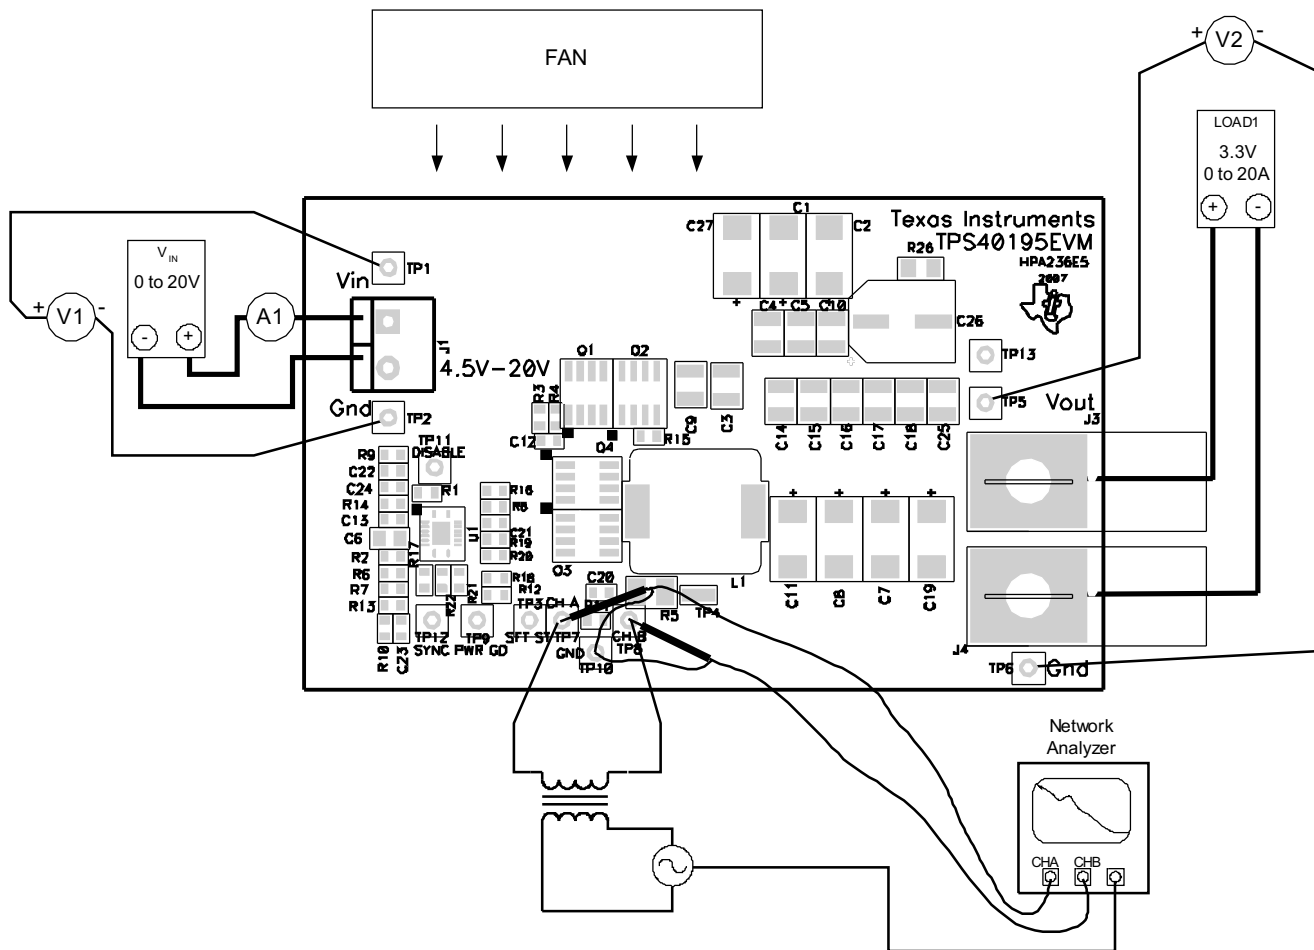 FAN
+ V2 -
LOAD1
3.3V
0 to 20A
+ -
C27
C1
C2
Texas Instruments
TPS40195EVM
R26
HPA236E5
2007
TP1
Vin
V IN
0 to 20V
- +
+ V1 -
A1
J1
4.5V-20V
C4
C5
C10
C26
TP13
TP5
Vout
J3
Gnd
TP2
Q1
Q2
R3
R4
C9
C3
C14
C15
C16
C17
C18
C25
C12
Q4
R15
TP11
DISABLE
R9
C22
C24
R14
C13
C6
R2
R6
R7
R13
R1
U1
R17
R16
R8
C21
R19
R20
R18
R12
Q3
L1
C20
C11
C8
C7
C19
R5
TP4
R10
C23
R22
R21
TP12
SYNC
TP9
PWR GD
TP3
SFT ST
CH A
TP7
CH B
TP8
GND
TP10
J4
TP6
Gnd
Network
Analyzer
CHA
CHB